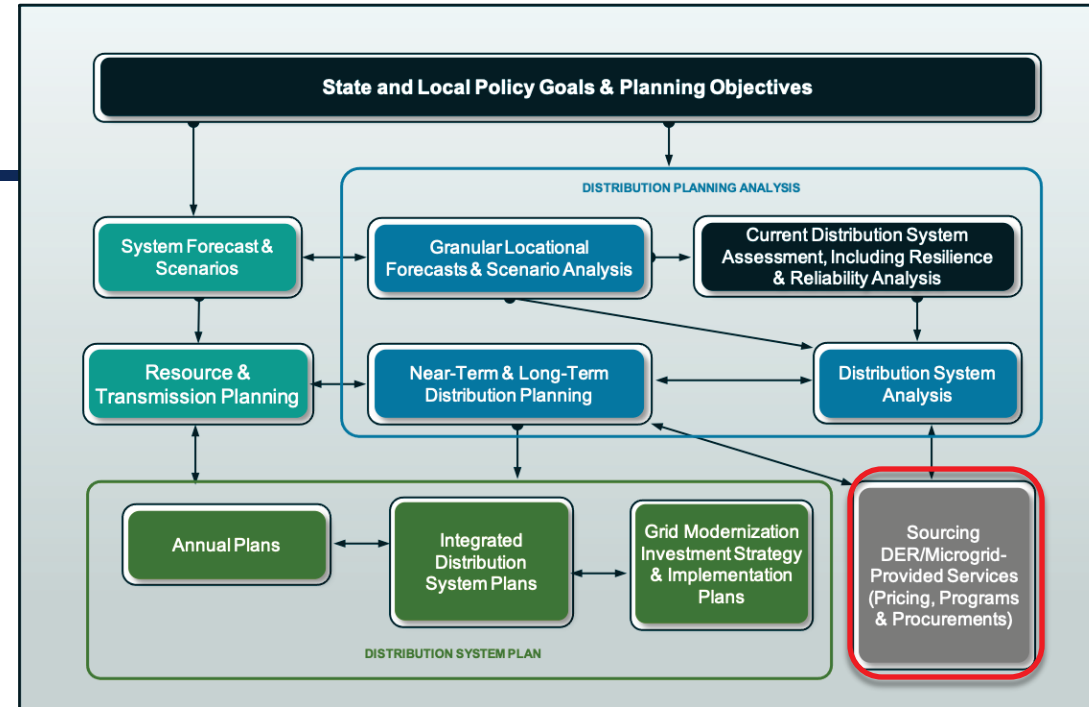 State and Local Policy Goals & Planning Objectives
DISTRIBUTION PLANNING ANALYSIS
System Forecast &
Scenarios
Granular Locational
Forecasts & Scenario Analysis
Current Distribution System
Assessment, Including Resilience
& Reliability Analysis
Resource &
Transmission Planning
Near-Term & Long-Term
Distribution Planning
Distribution System
Analysis
Annual Plans
Integrated
Distribution
System Plans
Grid Modernization
Investment Strategy
& Implementation
Plans
Sourcing
DER/Microgrid-
Provided Services
(Pricing, Programs
& Procurements)
DISTRIBUTION SYSTEM PLAN